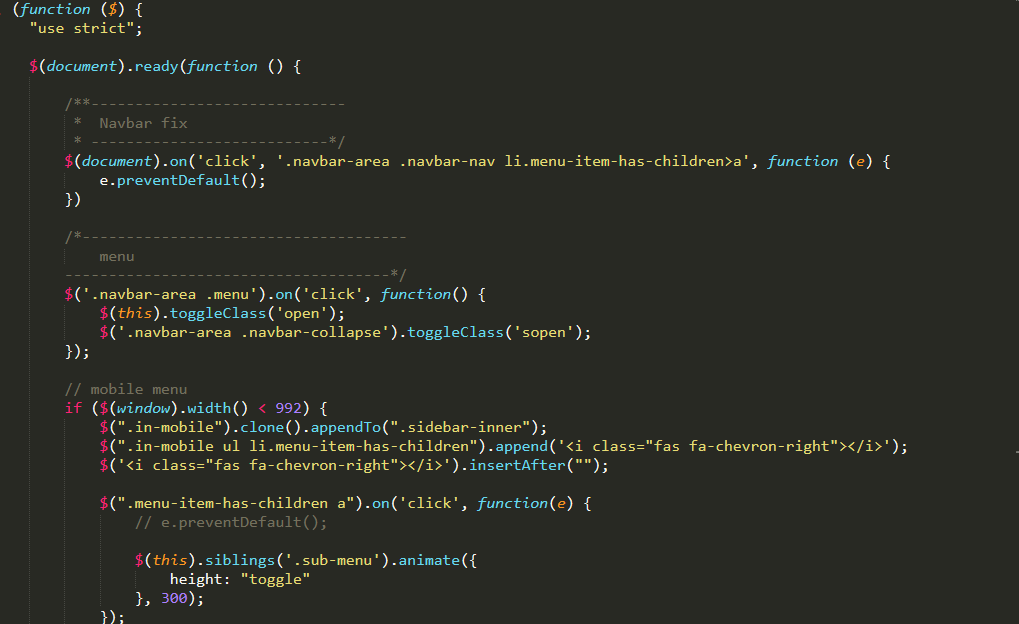 (function ($) {
"use strict";
$(document).ready(function () {
/**-----------------------------
* Navbar fix
* ---------------------------*/
$(document).on('click', '.navbar-area .navbar-nav li.menu-item-has-children>a', function (e) {
e.preventDefault();
})
/*-------------------------------------
menu
-------------------------------------*/
$('.navbar-area .menu').on('click', function() {
$(this).toggleClass('open');
$('.navbar-area .navbar-collapse').toggleClass('sopen');
});
// mobile menu
if ($(window).width() < 992) {
$(".in-mobile").clone().appendTo(".sidebar-inner");
$(".in-mobile ul li.menu-item-has-children").append('<i class="fas fa-chevron-right"></i>');
$('<i class="fas fa-chevron-right"></i>').insertAfter("");
$(".menu-item-has-children a").on('click', function(e) {
// e.preventDefault();
$(this).siblings('.sub-menu').animate({
height: "toggle"
}, 300);
});